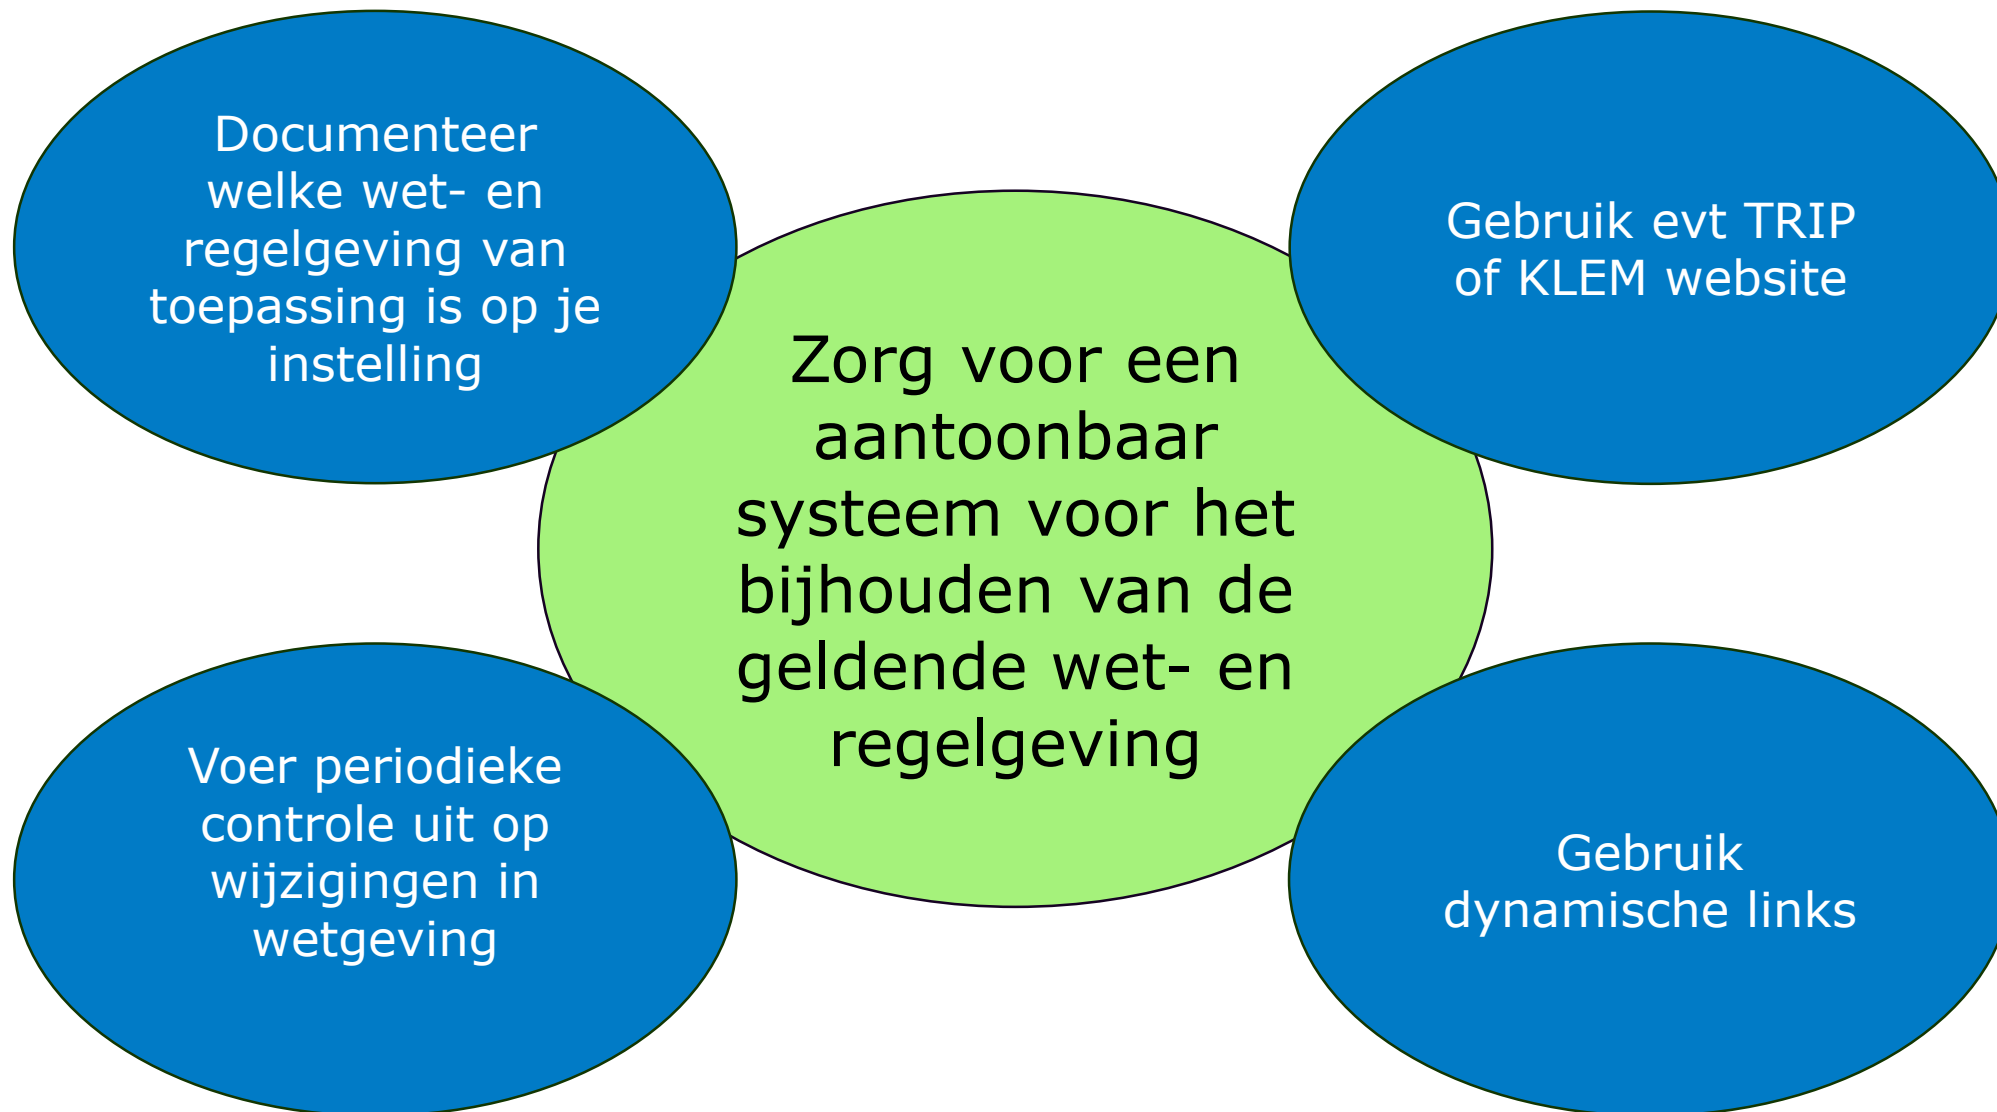 Documenteer
welke wet- en
regelgeving van
toepassing is op je
instelling
Gebruik evt TRIP
of KLEM website
Zorg voor een
aantoonbaar
systeem voor het
bijhouden van de
geldende wet- en
regelgeving
Voer periodieke
controle uit op
wijzigingen in
wetgeving
Gebruik
dynamische links